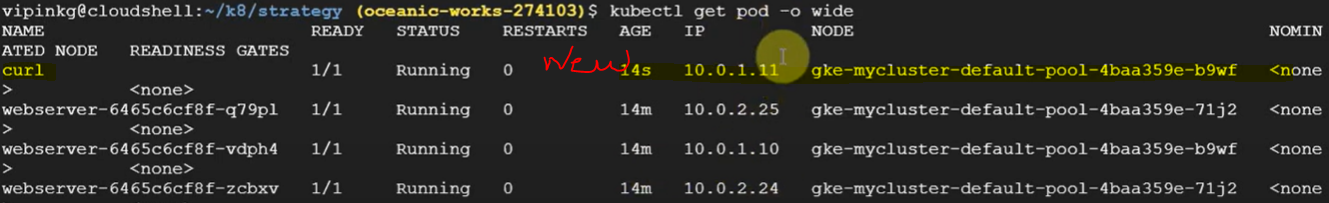 vipinkg@cloudshell:~/k8/strategy (oceanic-works-274103)$ kubectl get pod -o wide
NAME READY STATUS RESTARTS AGE IP NODE NOMIN
ATED NODE READINESS GATES
curl 1/1 Running 0 New 14s 10.0.1.11 gke-mycluster-default-pool-4baa359e-b9wf <none
> <none>
webserver-6465c6cf8f-q79pl 1/1 Running 0 14m 10.0.2.25 gke-mycluster-default-pool-4baa359e-71j2 <none
> <none>
webserver-6465c6cf8f-vdph4 1/1 Running 0 14m 10.0.1.10 gke-mycluster-default-pool-4baa359e-b9wf <none
> <none>
webserver-6465c6cf8f-zcbxv 1/1 Running 0 14m 10.0.2.24 gke-mycluster-default-pool-4baa359e-71j2 <none